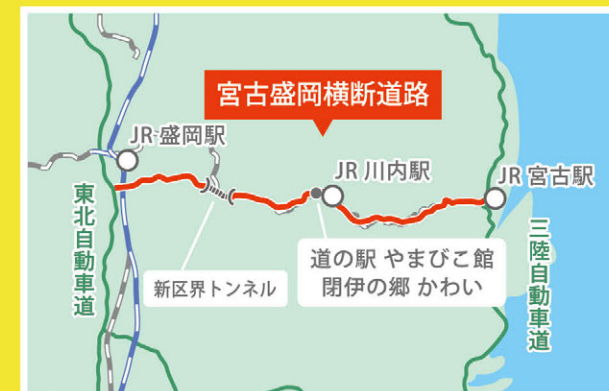 宮古盛岡横断道路
JR 盛岡駅
JR 川内駅
JR 宮古駅
東北自動車道
新区界トンネル
道の駅 やまびこ館
閉伊の郷 かわい
三陸自動車道